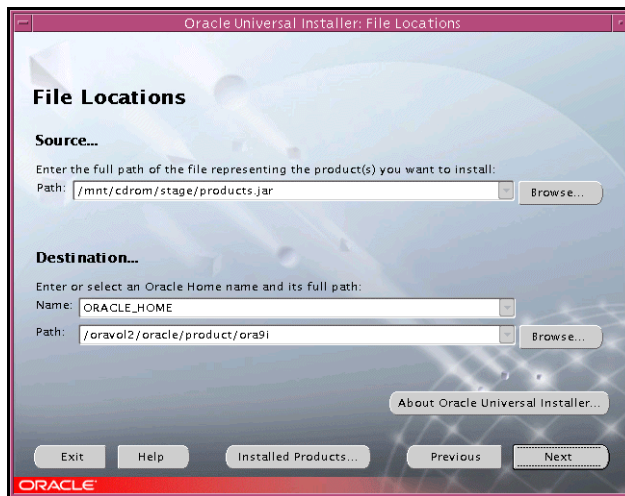 Oracle Universal Installer: File Locations
File Locations
Source...
Enter the full path of the file representing the product(s) you want to install:
Path: /mnt/cdrom/stage/products.jar Browse...
Destination...
Enter or select an Oracle Home name and its full path:
Name: ORACLE_HOME
Path: /oravol2/oracle/product/ora9i Browse...
About Oracle Universal Installer...
Exit Help Installed Products... Previous Next
ORACLE